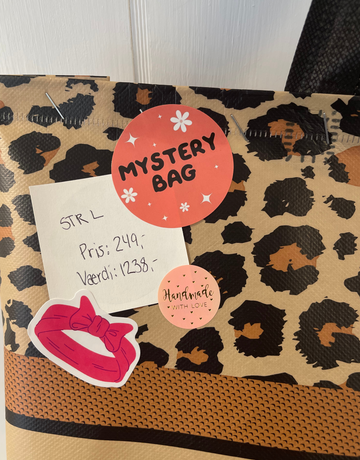 MYSTERY
BAG
STR L
Pris: 249,-
Værdi: 1238,-
Handmade
WITH LOVE